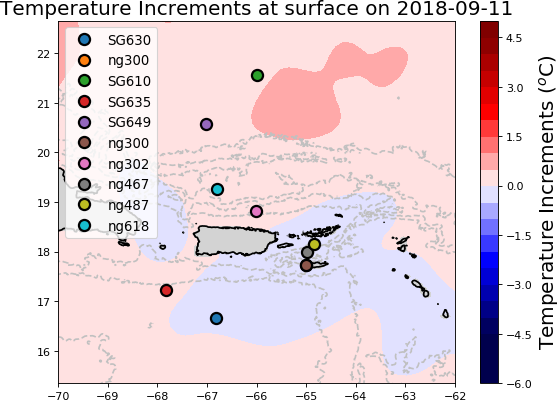 Temperature Increments at surface on 2018-09-11
SG630
ng300
SG610
SG635
SG649
ng300
ng302
ng467
ng487
ng618
22
21
20
19
18
17
16
−70 −69 −68 −67 −66 −65 −64 −63 −62
4.5
3.0
1.5
0.0
−1.5
−3.0
−4.5
−6.0
Temperature Increments (°C)